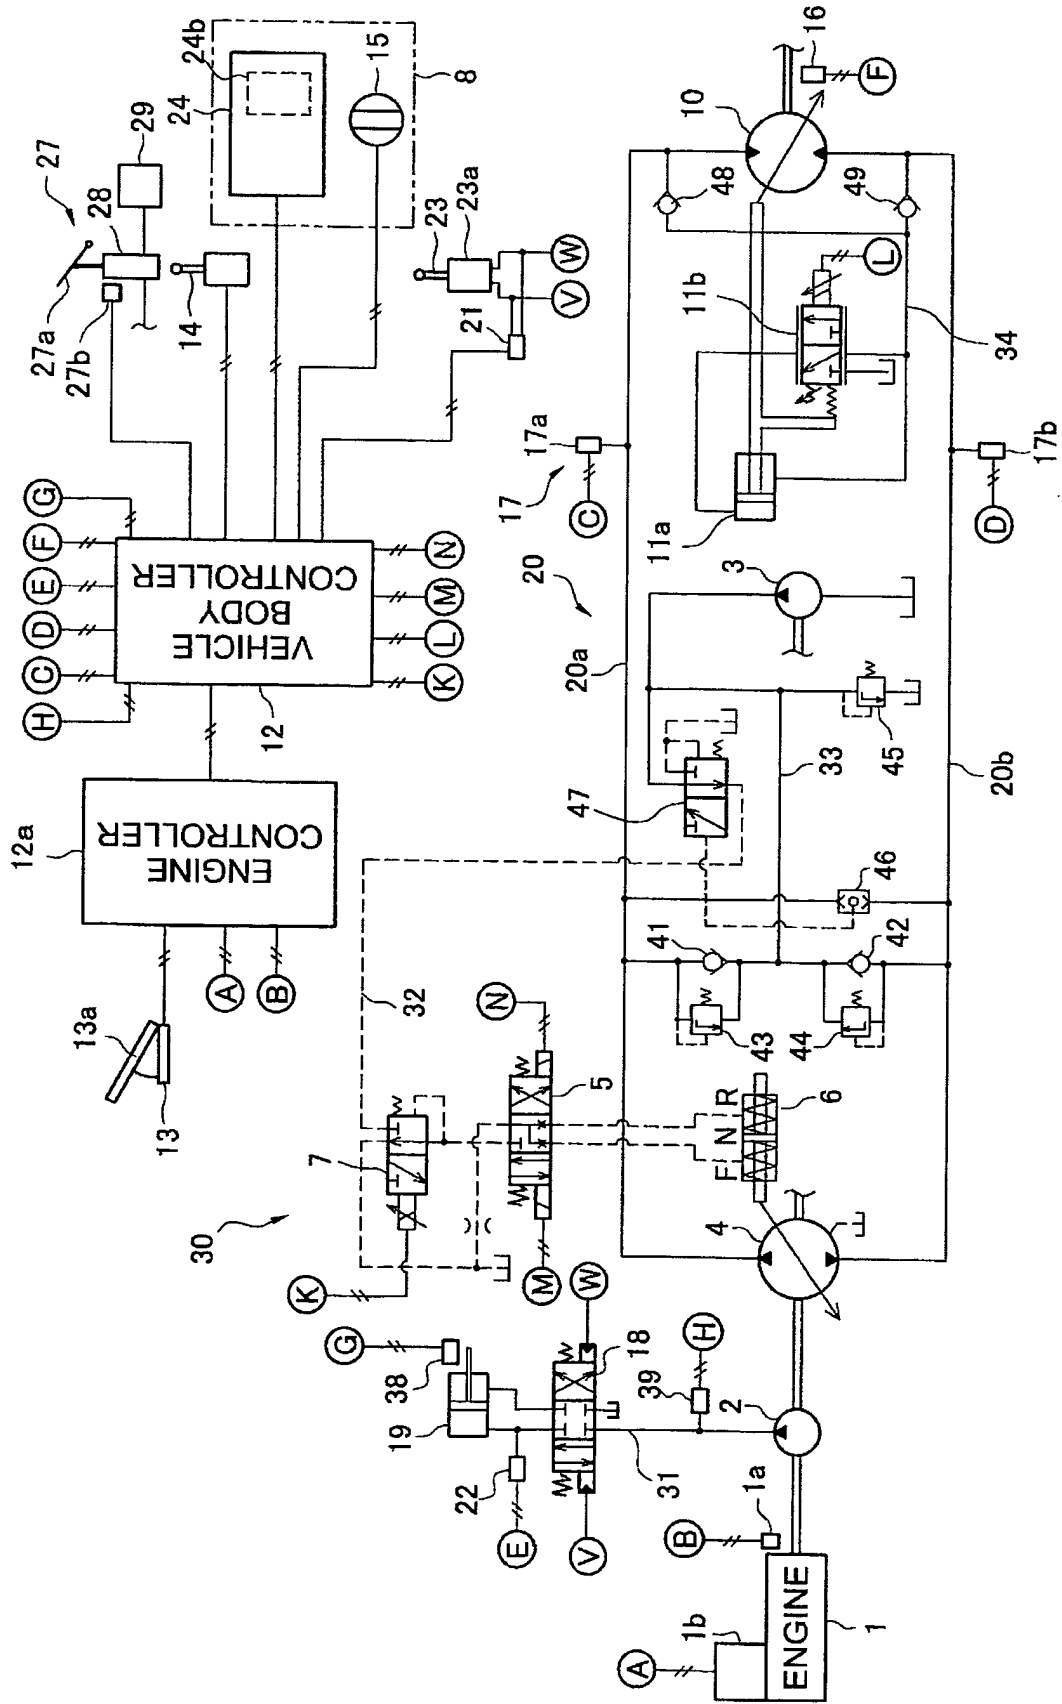 13a
13
12a
ENGINE
CONTROLLER
A
B
12
VEHICLE
BODY
CONTROLLER
H
C
D
E
F
G
K
L
M
N
27
27a
27b
28
29
14
24
24b
15
8
23
23a
21
V
W
30
K
7
32
N
M
5
G
38
19
22
E
V
W
18
31
39
H
2
A
1b
ENGINE
1
B
1a
4
F N R
6
20
20a
20b
41
42
43
44
46
47
33
45
3
17
17a
C
17b
D
11a
11b
L
34
48
49
10
16
F